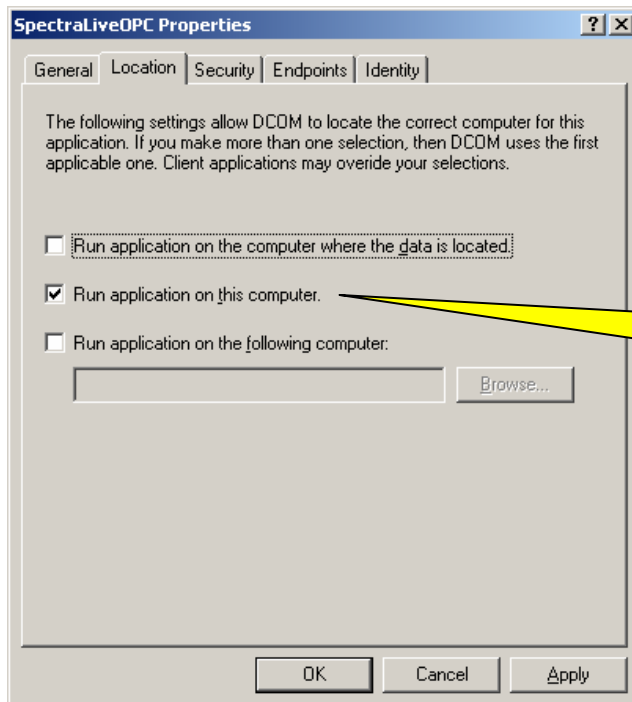 SpectraLiveOPC Properties
General Location Security Endpoints Identity
The following settings allow DCOM to locate the correct computer for this
application. If you make more than one selection, then DCOM uses the first
applicable one. Client applications may overide your selections.
Run application on the computer where the data is located.
Run application on this computer.
Run application on the following computer:
Browse...
OK Cancel Apply